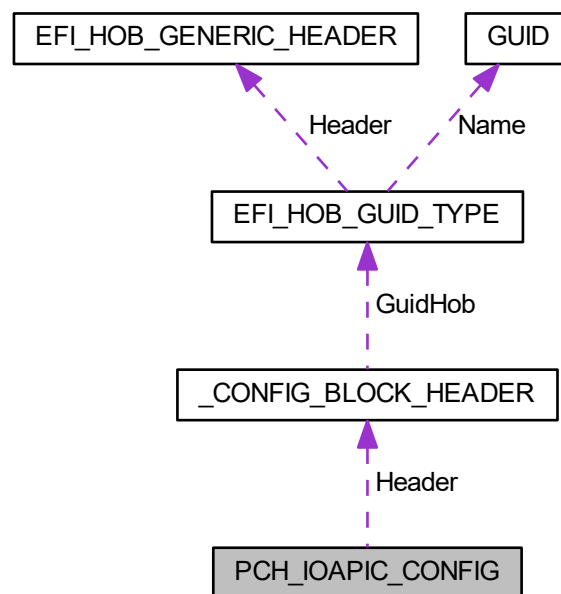 EFI_HOB_GENERIC_HEADER
GUID
Header
Name
EFI_HOB_GUID_TYPE
GuidHob
_CONFIG_BLOCK_HEADER
Header
PCH_IOAPIC_CONFIG